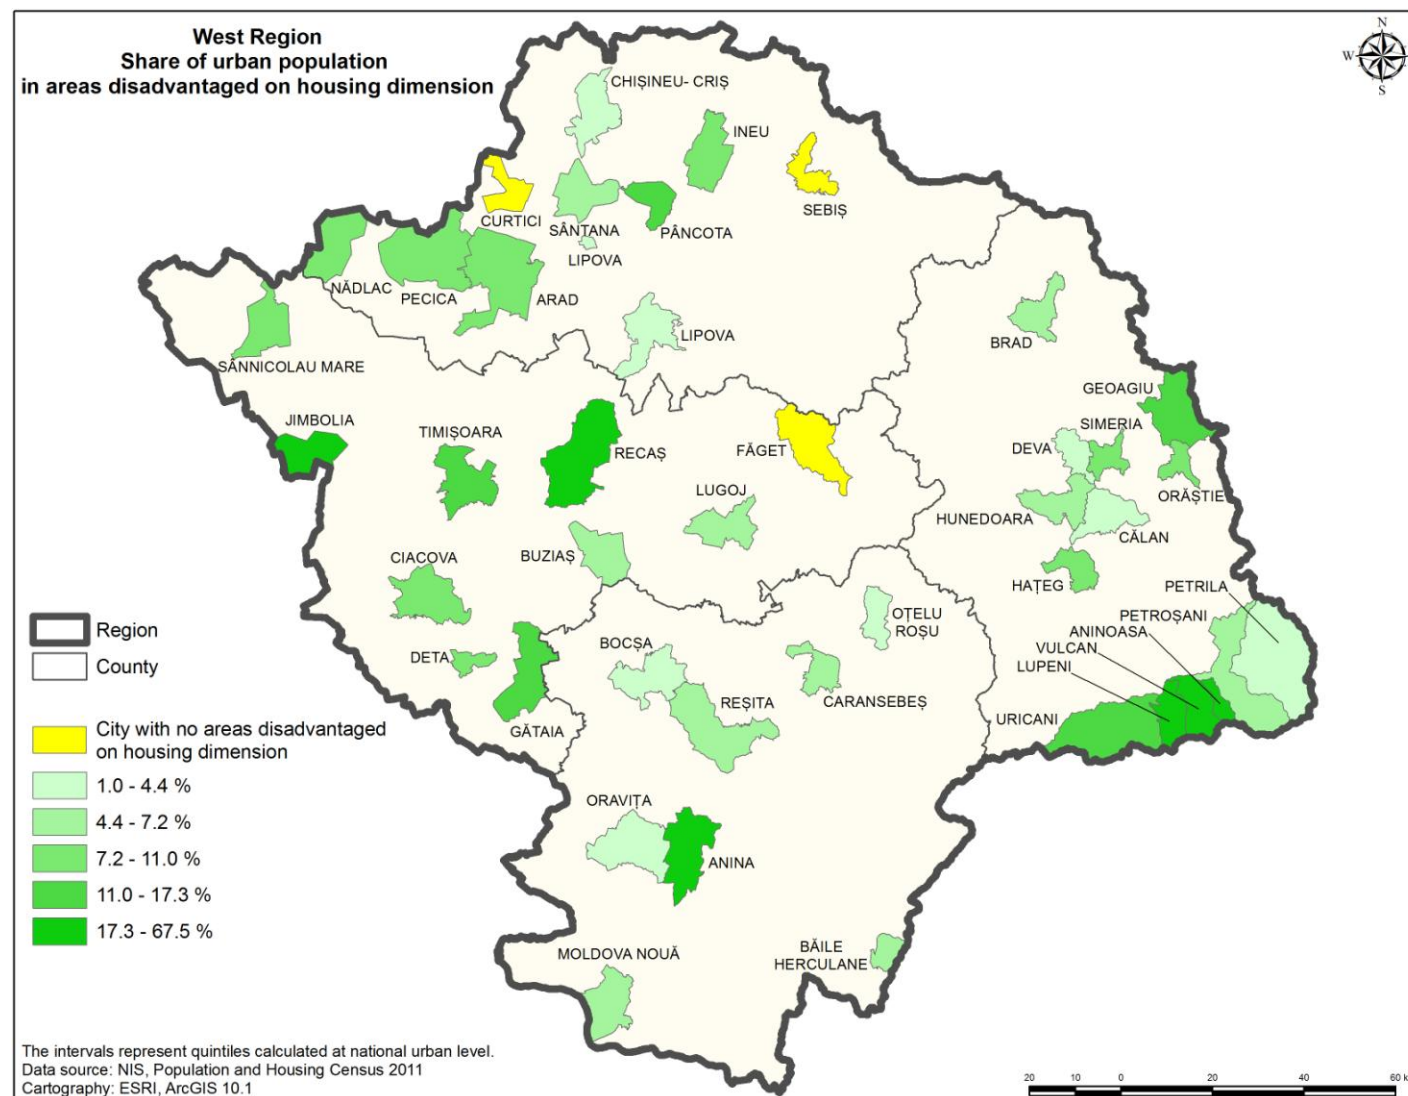 West Region
Share of urban population
in areas disadvantaged on housing dimension
N
W
S
CHIȘINEU- CRIȘ
INEU
SEBIȘ
CURTICI
SÂNTANA
PÂNCOTA
LIPOVA
NĂDLAC
PECICA
ARAD
LIPOVA
BRAD
SÂNNICOLAU MARE
GEOAGIU
JIMBOLIA
TIMIȘOARA
RECAȘ
FĂGET
SIMERIA
DEVA
LUGOJ
ORĂȘTIE
HUNEDOARA
CĂLAN
CIACOVA
BUZIAȘ
HAȚEG
PETRILA
PETROȘANI
ANINOASA
VULCAN
LUPENI
OȚELU
ROȘU
BOCȘA
DETA
REȘITA
CARANSEBEȘ
URICANI
GĂTAIA
ORAVIȚA
ANINA
MOLDOVA NOUĂ
BĂILE
HERCULANE
Region
County
City with no areas disadvantaged
on housing dimension
1.0 - 4.4 %
4.4 - 7.2 %
7.2 - 11.0 %
11.0 - 17.3 %
17.3 - 67.5 %
The intervals represent quintiles calculated at national urban level.
Data source: NIS, Population and Housing Census 2011
Cartography: ESRI, ArcGIS 10.1
20 10 0 20 40 60 k